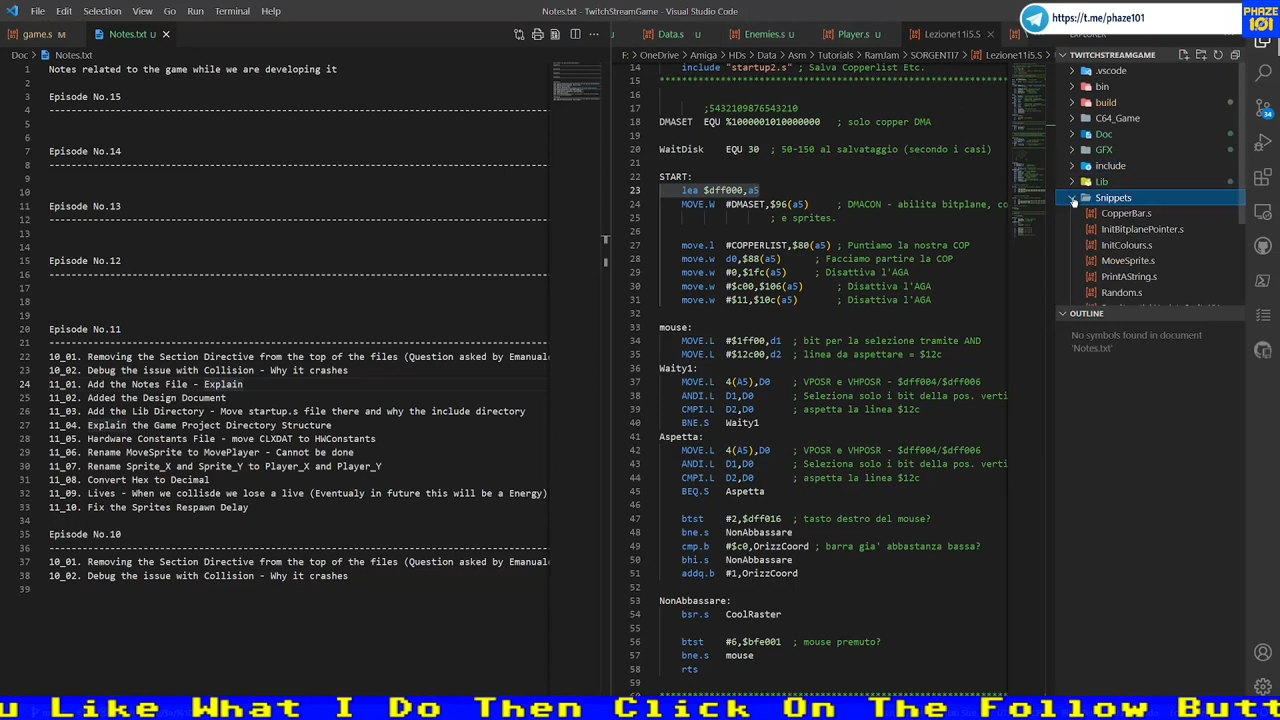 File Edit Selection View Go Run Terminal Help
Notes.txt - TwitchStreamGame - Visual Studio Code
https://t.me/phaze101
PHAZE
101
game.s M
Notes.txt U
Data.s
Enemies.s U
Player.s
Lezione11i5.S
Doc > Notes.txt
F: > OneDrive > Amiga > HDs > Data > Asm > Tutorials > RamJam > SORGENTI7 > Lezione11i5.S
1 Notes related to the game while we are developing it
2
3 Episode No.15
4
5
6
7 Episode No.14
8
9
10
11 Episode No.13
12
13
14
15 Episode No.12
16
17
18
19
20 Episode No.11
21
22 10_01. Removing the Section Directive from the top of the files (Question asked by Emanuel
23 10_02. Debug the issue with Collision - Why it crashes
24 11_01. Add the Notes File - Explain
25 11_02. Added the Design Document
26 11_03. Add the Lib Directory - Move startup.s file there and why the include directory
27 11_04. Explain the Game Project Directory Structure
28 11_05. Hardware Constants File - move CLXDAT to HWConstants
29 11_06. Rename MoveSprite to MovePlayer - Cannot be done
30 11_07. Rename Sprite_X and Sprite_Y to Player_X and Player_Y
31 11_08. Convert Hex to Decimal
32 11_09. Lives - When we collisde we lose a live (Eventualy in future this will be a Energy)
33 11_10. Fix the Sprites Respawn Delay
34
35 Episode No.10
36
37 10_01. Removing the Section Directive from the top of the files (Question asked by Emanuel
38 10_02. Debug the issue with Collision - Why it crashes
39
14 include "startup2.s" ; Salva Copperlist Etc.
15 ******************************************************************
16
17 ;5432109876543210
18 DMASET EQU %1000001010000000 ; solo copper DMA
19
20 WaitDisk EQU 30 ; 50-150 al salvataggio (secondo i casi)
21
22 START:
23 lea $dff000,a5
24 MOVE.W #DMASET,$96(a5) ; DMACON - abilita bitplane, co
25 ; e sprites.
26
27 move.l #COPPERLIST,$80(a5) ; Puntiamo la nostra COP
28 move.w d0,$88(a5) ; Facciamo partire la COP
29 move.w #0,$1fc(a5) ; Disattiva l'AGA
30 move.w #$c00,$106(a5) ; Disattiva l'AGA
31 move.w #$11,$10c(a5) ; Disattiva l'AGA
32
33 mouse:
34 MOVE.L #$1ff00,d1 ; bit per la selezione tramite AND
35 MOVE.L #$12c00,d2 ; linea da aspettare = $12c
36 Waity1:
37 MOVE.L 4(A5),D0 ; VPOSR e VHPOSR - $dff004/$dff006
38 ANDI.L D1,D0 ; Seleziona solo i bit della pos. verti
39 CMPI.L D2,D0 ; aspetta la linea $12c
40 BNE.S Waity1
41 Aspetta:
42 MOVE.L 4(A5),D0 ; VPOSR e VHPOSR - $dff004/$dff006
43 ANDI.L D1,D0 ; Seleziona solo i bit della pos. verti
44 CMPI.L D2,D0 ; aspetta la linea $12c
45 BEQ.S Aspetta
46
47 btst #2,$dff016 ; tasto destro del mouse?
48 bne.s NonAbbassare
49 cmp.b #$c0,OrizzCoord ; barra gia' abbastanza bassa?
50 bhi.s NonAbbassare
51 addq.b #1,OrizzCoord
52
53 NonAbbassare:
54 bsr.s CoolRaster
55
56 btst #6,$bfe001 ; mouse premuto?
57 bne.s mouse
58 rts
59
TWITCHSTREAMGAME
.vscode
bin
build
C64_Game
Doc
GFX
include
Lib
Snippets
CopperBar.s
InitBitplanePointer.s
InitColours.s
MoveSprite.s
PrintAString.s
Random.s
OUTLINE
No symbols found in document
'Notes.txt'
34
u Like What I Do Then Click On The Follow Butt